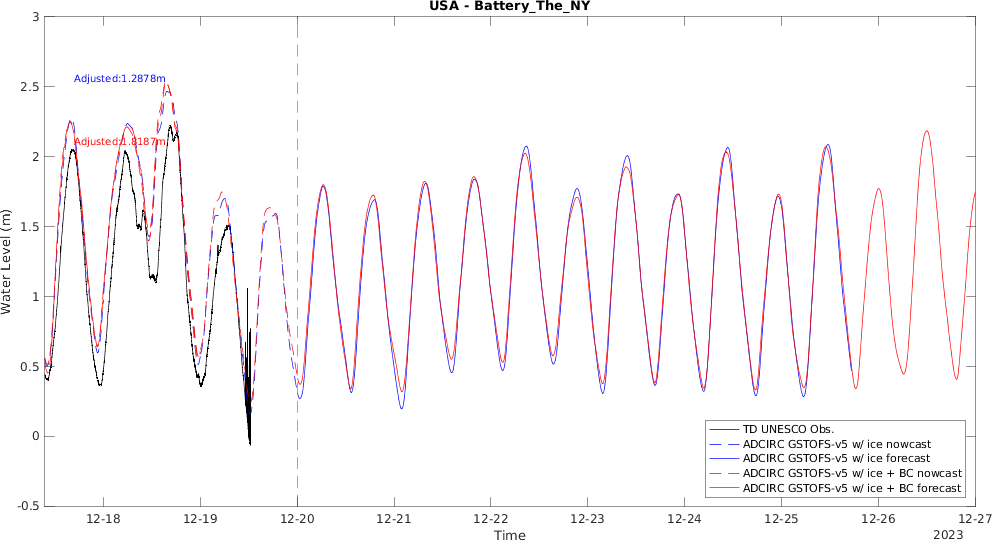 USA - Battery_The_NY
3
2.5
2
1.5
1
0.5
0
-0.5
Water Level (m)
Adjusted:1.2878m
Adjusted:1.8187m
TD UNESCO Obs.
ADCIRC GSTOFS-v5 w/ ice nowcast
ADCIRC GSTOFS-v5 w/ ice forecast
ADCIRC GSTOFS-v5 w/ ice + BC nowcast
ADCIRC GSTOFS-v5 w/ ice + BC forecast
12-18 12-19 12-20 12-21 12-22 12-23 12-24 12-25 12-26 12-27
Time
2023